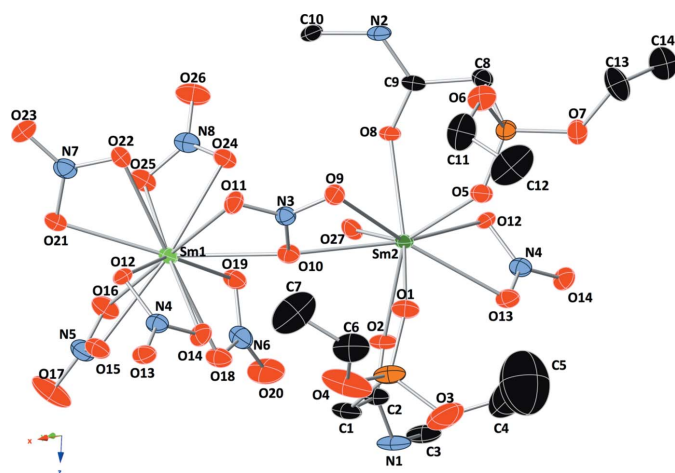 C10
N2
C14
C8
C13
O26
C9
O6
O23
N8
O7
O22
O24
O8
C11
N7
O25
C12
O11
N3
O9
O5
O12
O21
O27
Sm1
Sm2
N4
O12
O10
O19
O14
O16
C7
O1
O13
N4
C6
O2
N5
O14
N6
C5
O15
O13
O18
O17
O20
O4
C2
O3
C1
C4
C3
N1
x